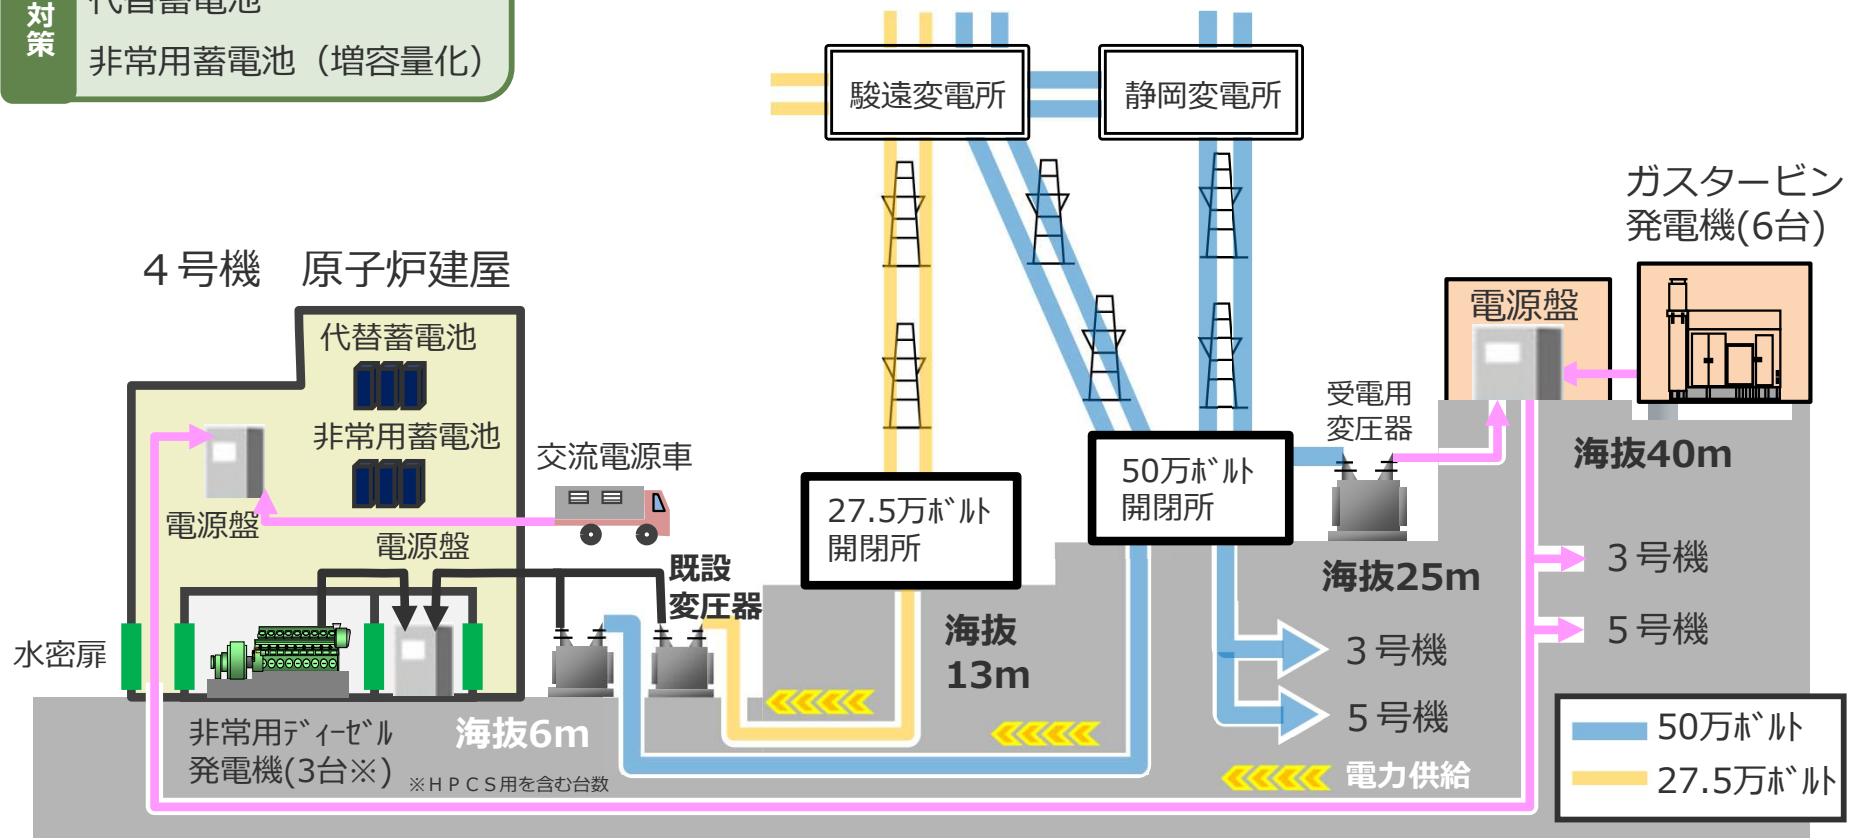 対策
代替蓄電池
非常用蓄電池（増容量化）
駿遠変電所
静岡変電所
ガスタービン
発電機(6台)
４号機　原子炉建屋
電源盤
代替蓄電池
受電用
変圧器
非常用蓄電池
交流電源車
海抜40m
50万ﾎﾞﾙﾄ
開閉所
27.5万ﾎﾞﾙﾄ
開閉所
電源盤
電源盤
既設
変圧器
海抜25m
３号機
海抜
13m
５号機
水密扉
３号機
５号機
非常用ﾃﾞｨｰｾﾞﾙ
発電機(3台※)
※ＨＰＣＳ用を含む台数
海抜6m
電力供給
50万ﾎﾞﾙﾄ
27.5万ﾎﾞﾙﾄ